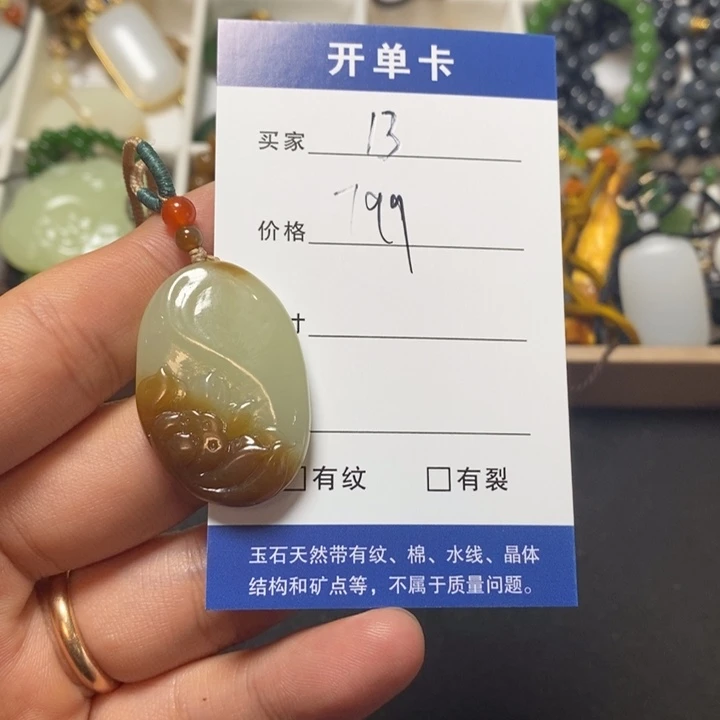 开单卡
买家 13
价格 799
有纹 有裂
玉石天然带有纹、棉、水线、晶体
结构和矿点等，不属于质量问题。